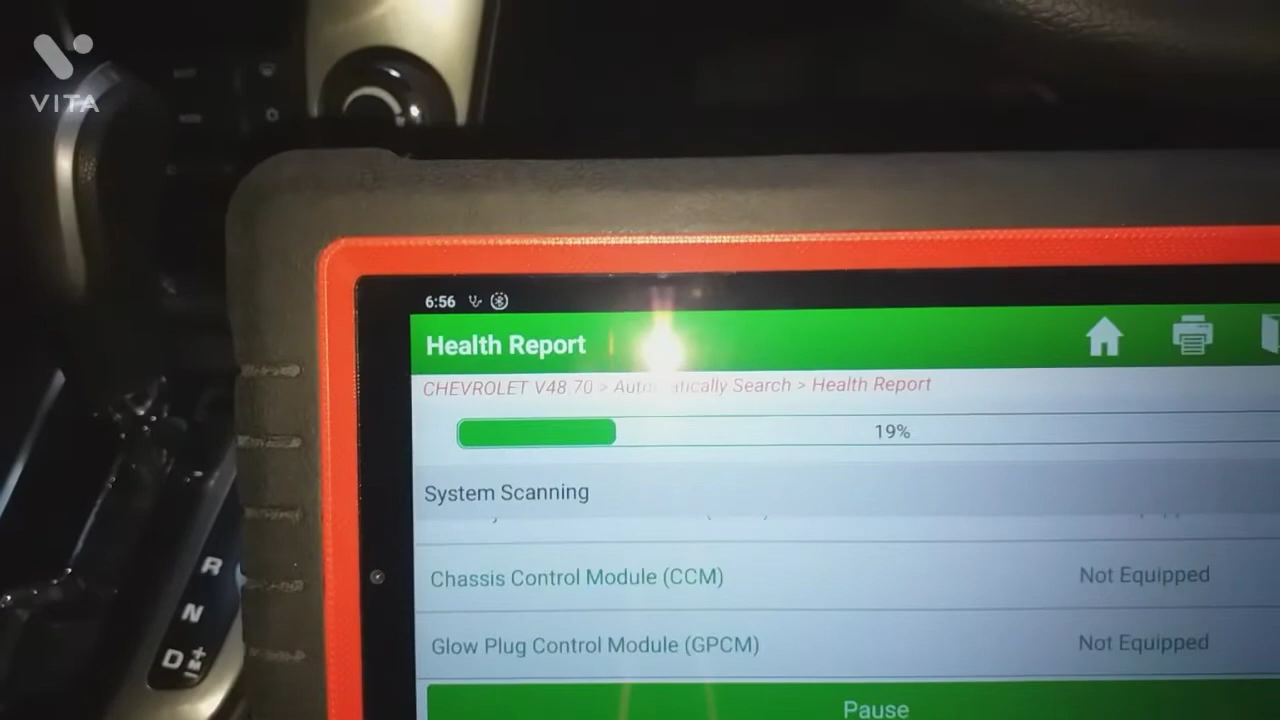 VITA
6:56
Health Report
CHEVROLET V48.70 > Automatically Search > Health Report
19%
System Scanning
Chassis Control Module (CCM) Not Equipped
Glow Plug Control Module (GPCM) Not Equipped
Pause
R
N
D +
M
-